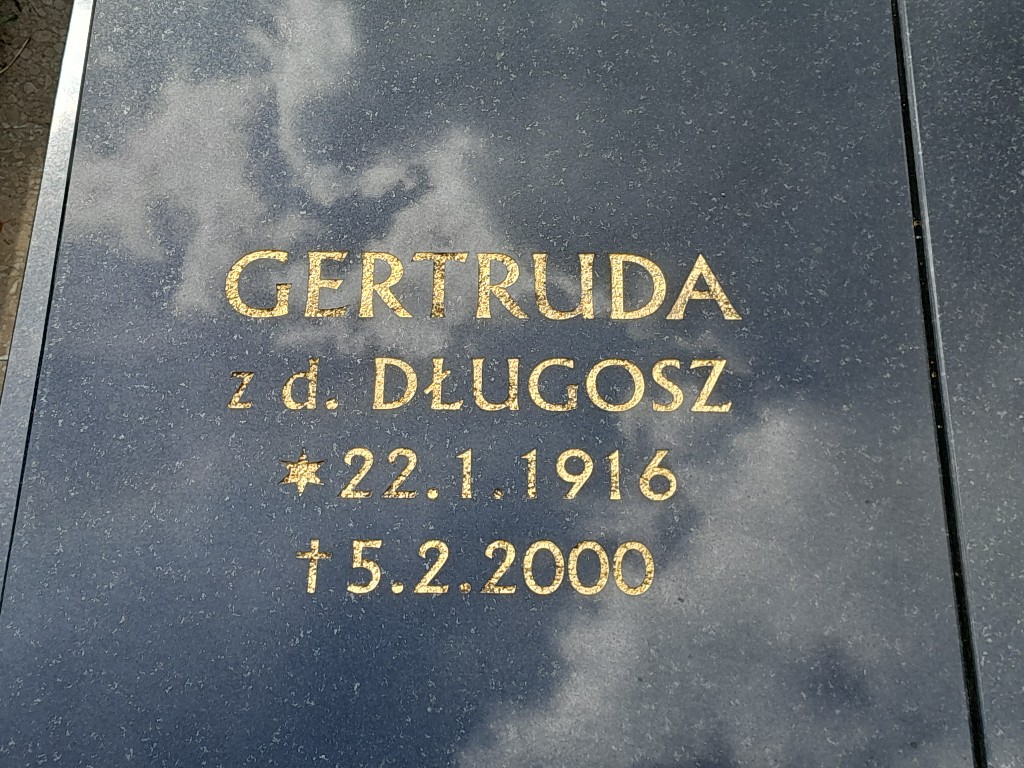 GERTRUDA
z d. DŁUGOSZ
* 22.1.1916
† 5.2.2000